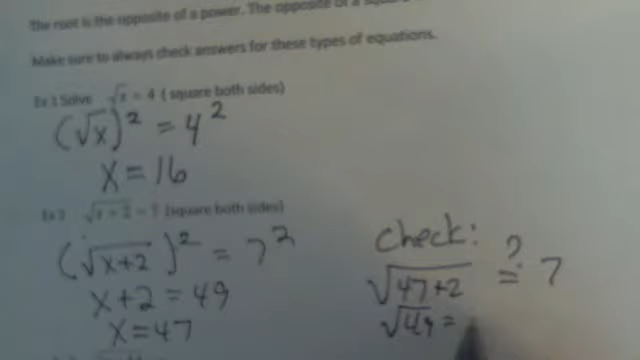 The root is the opposite of a power. The opposite of a
Make sure to always check answers for these types of equations.
Ex 1 Solve √x = 4 ( square both sides)
(√x)² = 4²
x = 16
Ex 2 √x + 2 = 7 (square both sides)
(√x+2)² = 7²
x + 2 = 49
x = 47
Check:
√47+2 ≟ 7
√49 =